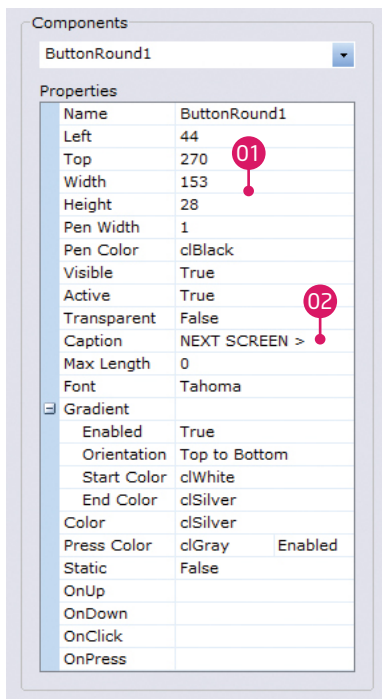 Components
ButtonRound1
Properties
Name ButtonRound1
Left 44
Top 270
01
Width 153
Height 28
Pen Width 1
Pen Color clBlack
Visible True
Active True
02
Transparent False
Caption NEXT SCREEN >
Max Length 0
Font Tahoma
Gradient
Enabled True
Orientation Top to Bottom
Start Color clWhite
End Color clSilver
Color clSilver
Press Color clGray Enabled
Static False
OnUp
OnDown
OnClick
OnPress